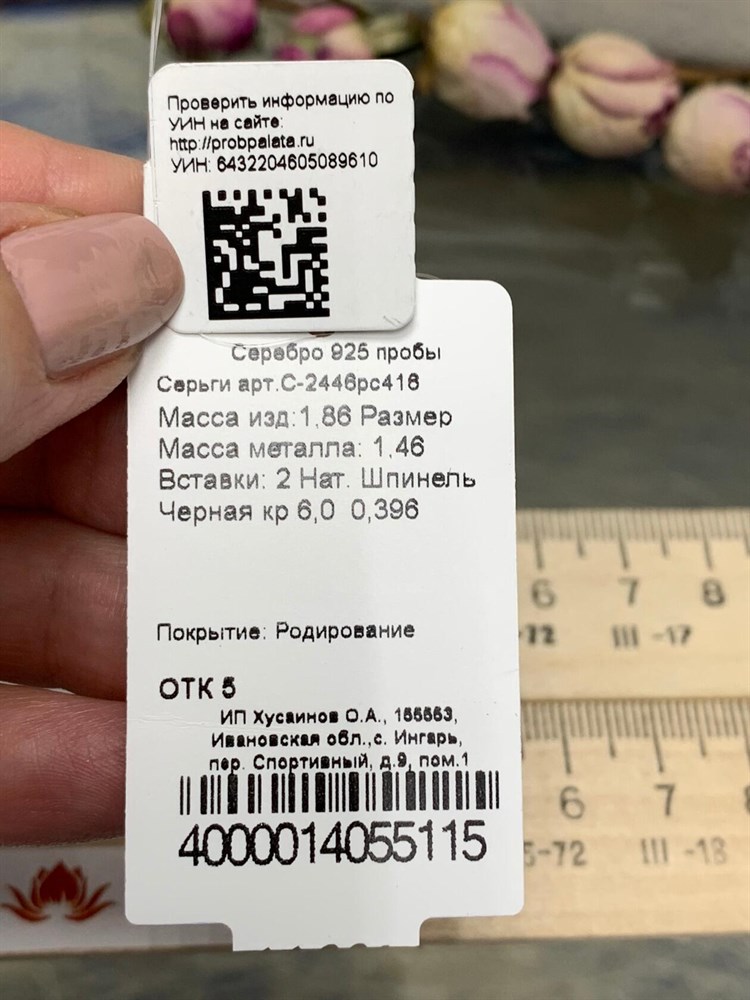 Проверить информацию по
УИН на сайте:
http://probpalata.ru
УИН: 6432204605089610
Серебро 925 пробы
Серьги арт.С-2446рс416
Масса изд:1,86 Размер
Масса металла: 1,46
Вставки: 2 Нат. Шпинель
Черная кр 6,0 0,396
Покрытие: Родирование
ОТК 5
ИП Хусаинов О.А., 155553,
Ивановская обл.,с. Ингарь,
пер. Спортивный, д.9, пом.1
4000014055115
6 7 8
-72 III -17
6 7
5-72 III -18